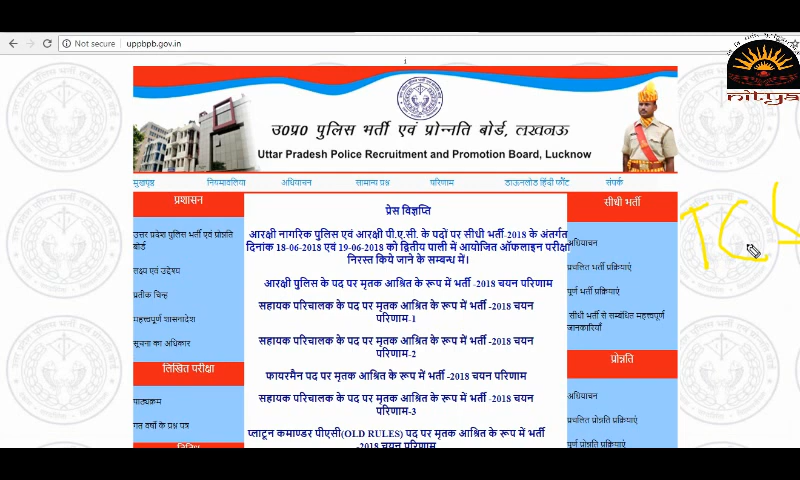 Not secure | uppbpb.gov.in
nitya
उ०प्र० पुलिस भर्ती एवं प्रोन्नति बोर्ड, लखनऊ
Uttar Pradesh Police Recruitment and Promotion Board, Lucknow
मुखपृष्ठ नियमावलिया अधियाचन सामान्य प्रश्न परिणाम डाऊनलोड हिंदी फॉंट संपर्क
प्रशासन
उत्तर प्रदेश पुलिस भर्ती एवं प्रोन्नति
बोर्ड
लक्ष्य एवं उद्देश्य
प्रतीक चिन्ह
महत्वपूर्ण शासनादेश
सूचना का अधिकार
लिखित परीक्षा
पाठ्यक्रम
गत वर्षों के प्रश्न पत्र
प्रेस विज्ञप्ति
आरक्षी नागरिक पुलिस एवं आरक्षी पी.ए.सी. के पदों पर सीधी भर्ती-2018 के अंतर्गत
दिनांक 18-06-2018 एवं 19-06-2018 को द्वितीय पाली में आयोजित ऑफलाइन परीक्षा
निरस्त किये जाने के सम्बन्ध में।
आरक्षी पुलिस के पद पर मृतक आश्रित के रूप में भर्ती -2018 चयन परिणाम
सहायक परिचालक के पद पर मृतक आश्रित के रूप में भर्ती -2018 चयन
परिणाम-1
सहायक परिचालक के पद पर मृतक आश्रित के रूप में भर्ती -2018 चयन
परिणाम-2
फायरमैन पद पर मृतक आश्रित के रूप में भर्ती -2018 चयन परिणाम
सहायक परिचालक के पद पर मृतक आश्रित के रूप में भर्ती -2018 चयन
परिणाम-3
प्लाटून कमाण्डर पीएसी(OLD RULES) पद पर मृतक आश्रित के रूप में भर्ती
-2018 चयन परिणाम
सीधी भर्ती
अधियाचन
प्रचलित भर्ती प्रक्रियाएं
पूर्ण भर्ती प्रक्रियाएं
सीधी भर्ती से सम्बंधित महत्त्वपूर्ण
जानकारियाँ
प्रोन्नति
अधियाचन
प्रचलित प्रोन्नति प्रक्रियाएं
पूर्ण प्रोन्नति प्रक्रियाएं
TC